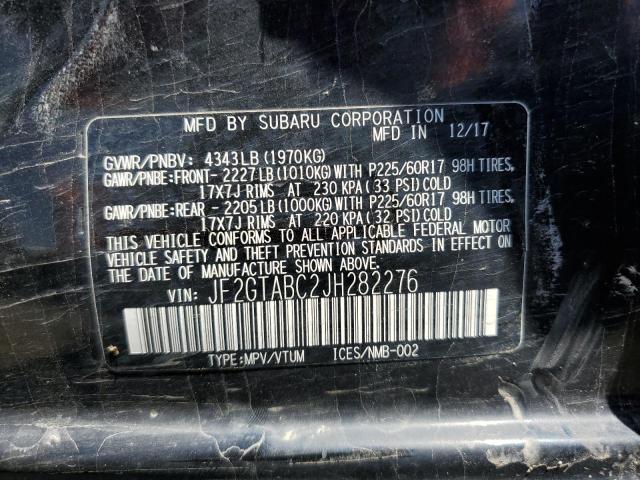 MFD BY SUBARU CORPORATION
MFD IN 12/17
GVWR/PNBV: 4343LB (1970KG)
GAWR/PNBE:FRONT- 2227LB (1010KG) WITH P225/60R17 98H TIRES,
17X7J RIMS AT 230 KPA (33 PSI) COLD
GAWR/PNBE:REAR - 2205LB (1000KG) WITH P225/60R17 98H TIRES,
17X7J RIMS AT 220 KPA (32 PSI) COLD
THIS VEHICLE CONFORMS TO ALL APPLICABLE FEDERAL MOTOR
VEHICLE SAFETY AND THEFT PREVENTION STANDARDS IN EFFECT ON
THE DATE OF MANUFACTURE SHOWN ABOVE.
VIN: JF2GTABC2JH282276
TYPE:MPV/VTUM ICES/NMB-002